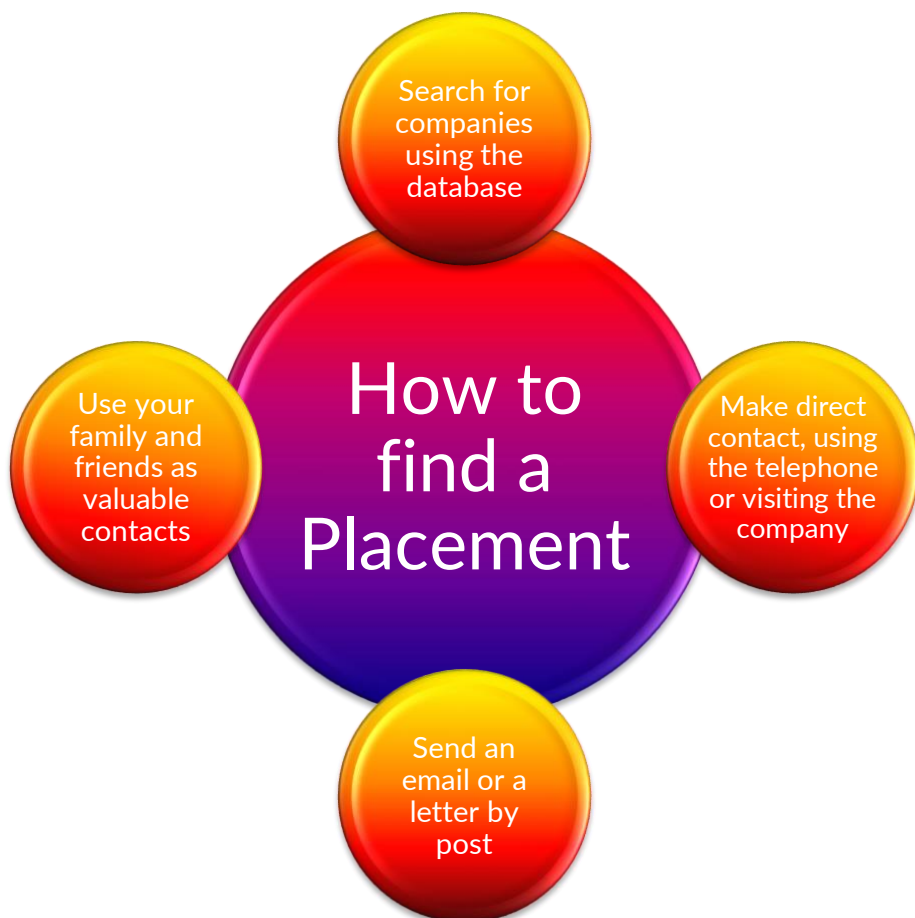 Search for
companies
using the
database
How to
find a
Placement
Use your
family and
friends as
valuable
contacts
Make direct
contact, using
the telephone
or visiting the
company
Send an
email or a
letter by
post